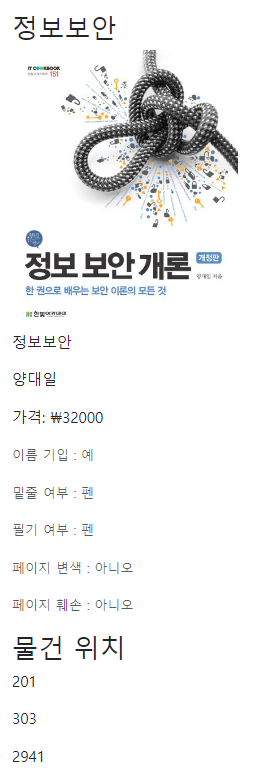 정보보안
IT COOKBOOK
151
정보 보안 개론
개정판
양대일 지음
한 권으로 배우는 보안 이론의 모든 것
한빛아카데미
정보보안
양대일
가격: ₩32000
이름 기입 : 예
밑줄 여부 : 펜
필기 여부 : 펜
페이지 변색 : 아니오
페이지 훼손 : 아니오
물건 위치
201
303
2941